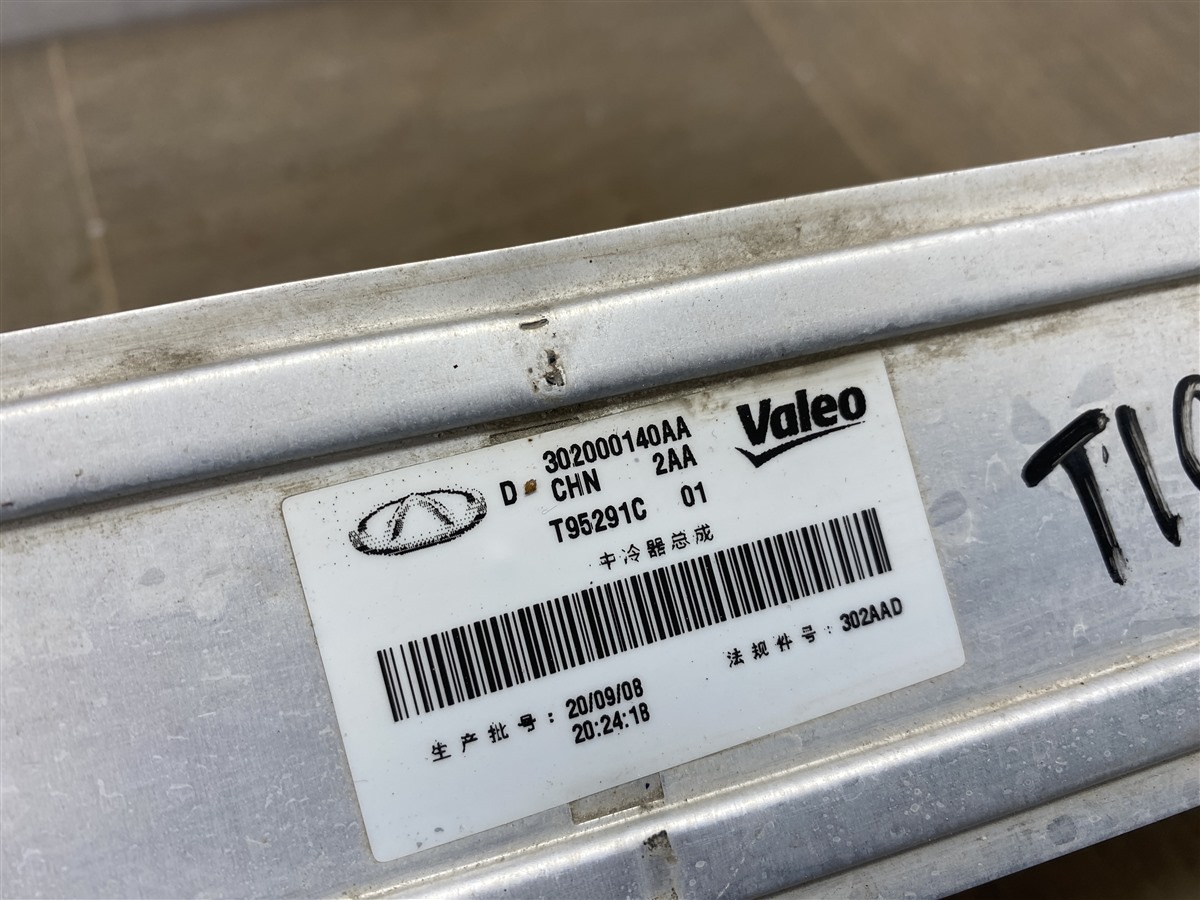 302000140AA
Valeo
D CHN 2AA
T95291C 01
中冷器总成
生产批号：20/09/08
20:24:18
法规件号：302AAD